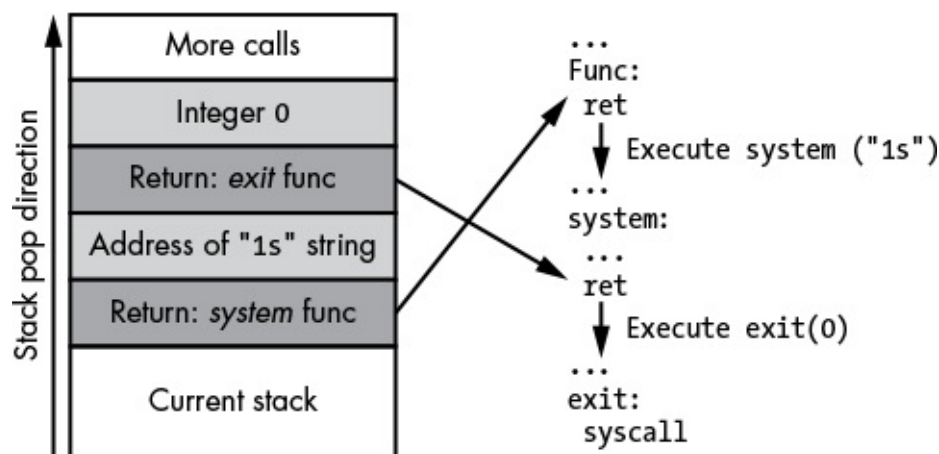 Stack pop direction
More calls
Integer 0
Return: exit func
Address of "1s" string
Return: system func
Current stack
...
Func:
ret
Execute system ("1s")
...
system:
...
ret
Execute exit(0)
...
exit:
syscall